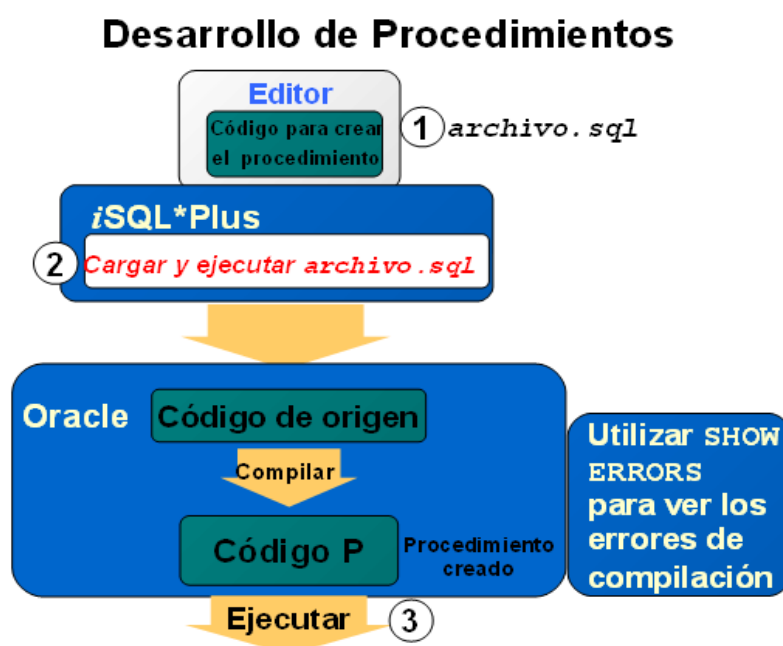 Desarrollo de Procedimientos
Editor
Código para crear
el procedimiento
1 archivo.sql
iSQL*Plus
2 Cargar y ejecutar archivo.sql
Oracle
Código de origen
Compilar
Código P
Procedimiento
creado
Utilizar SHOW
ERRORS
para ver los
errores de
compilación
Ejecutar 3